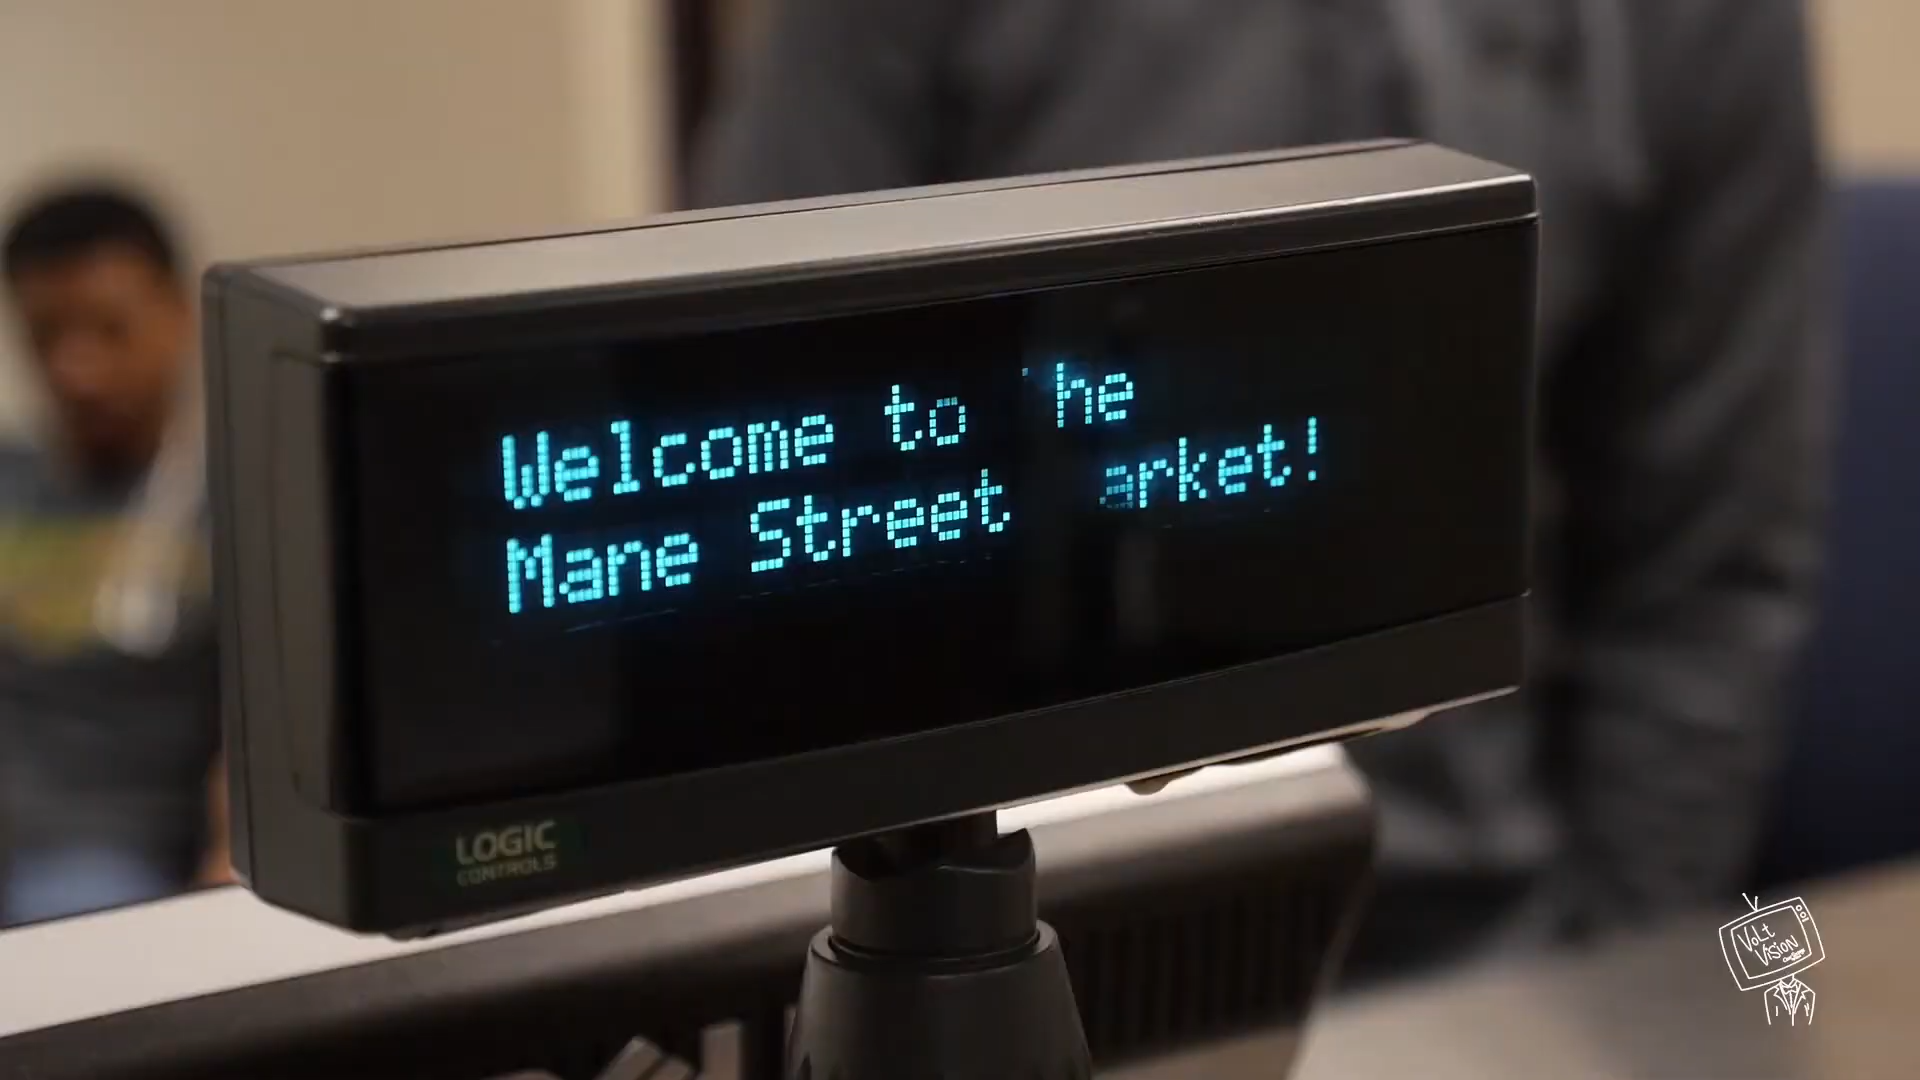 Welcome to he
Mane Street arket!
LOGIC
CONTROLS
VOLT
VISION